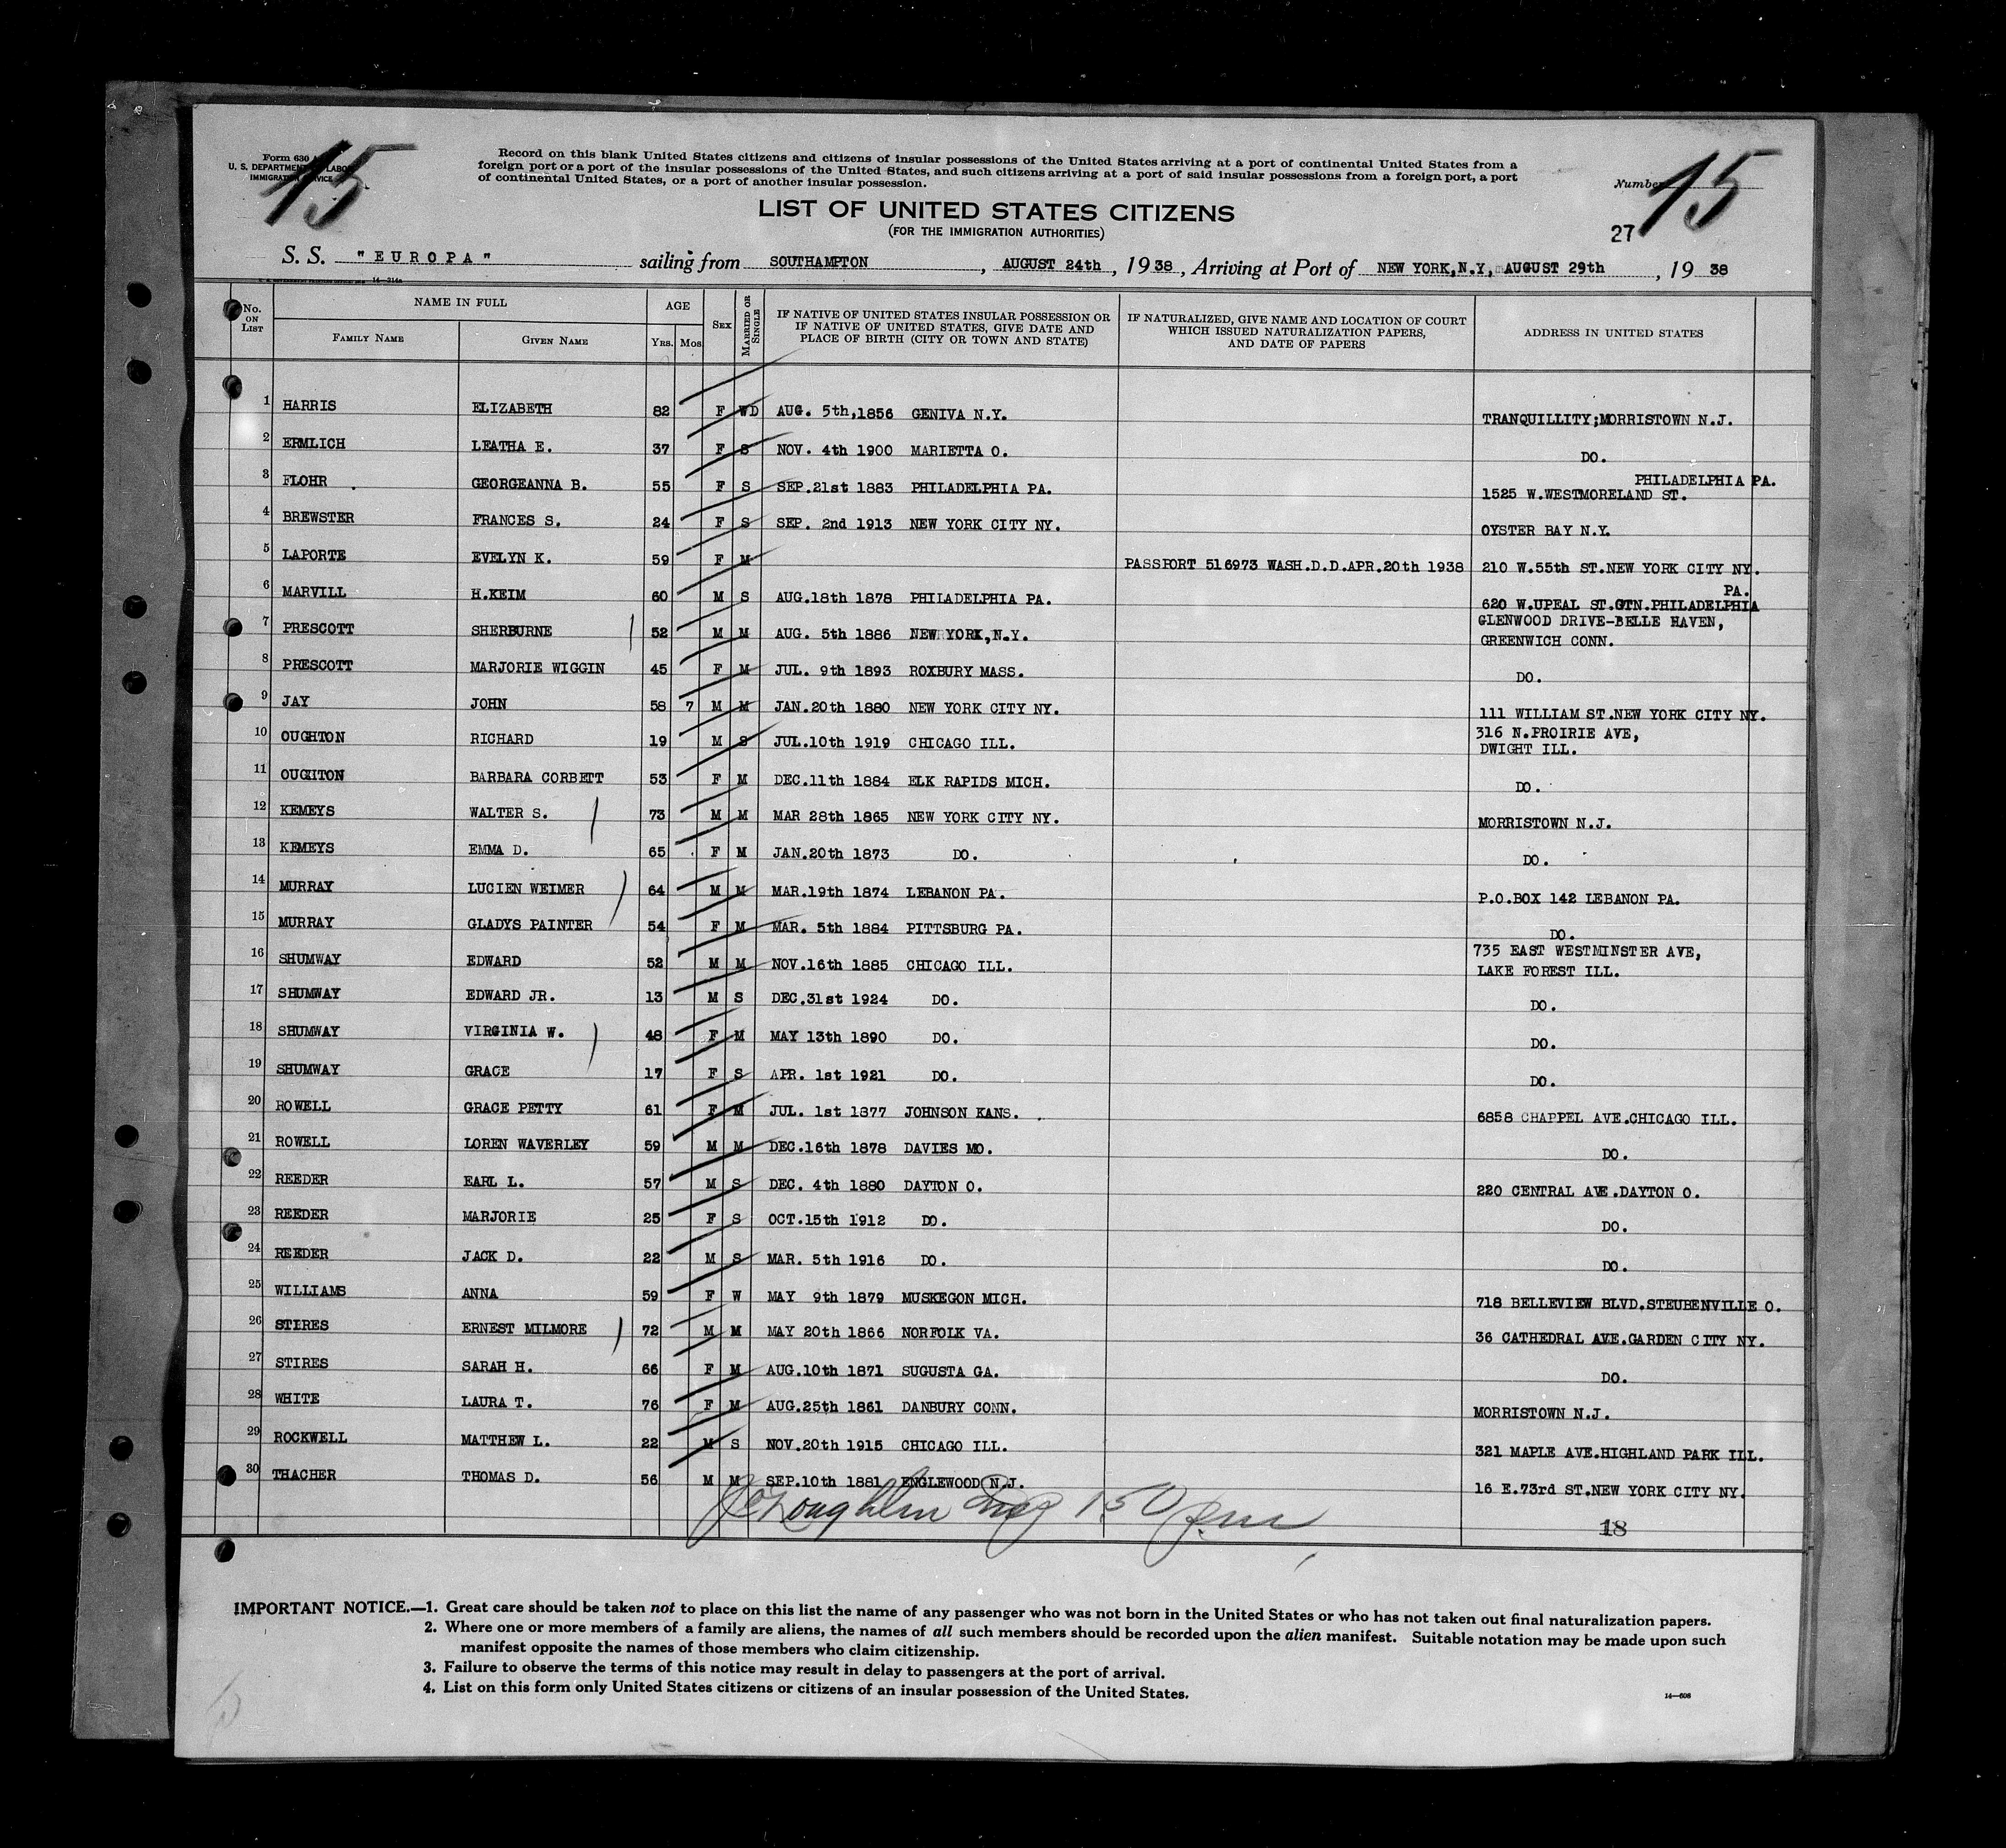 15
Form 630
U. S. DEPARTMENT LABOR
IMMIGRATION SERVICE
Record on this blank United States citizens and citizens of insular possessions of the United States arriving at a port of continental United States from a
foreign port or a port of the insular possessions of the United States, and such citizens arriving at a port of said insular possessions from a foreign port, a port
of continental United States, or a port of another insular possession.
Number 15
LIST OF UNITED STATES CITIZENS
(FOR THE IMMIGRATION AUTHORITIES)
27
S. S. "EUROPA" sailing from SOUTHAMPTON, AUGUST 24th, 1938, Arriving at Port of NEW YORK,N.Y, AUGUST 29th, 19 38
No. ON LIST NAME IN FULL AGE SEX MARRIED OR SINGLE IF NATIVE OF UNITED STATES INSULAR POSSESSION OR IF NATIVE OF UNITED STATES, GIVE DATE AND PLACE OF BIRTH (CITY OR TOWN AND STATE) IF NATURALIZED, GIVE NAME AND LOCATION OF COURT WHICH ISSUED NATURALIZATION PAPERS, AND DATE OF PAPERS ADDRESS IN UNITED STATES
FAMILY NAME GIVEN NAME YRS. MOS
1 HARRIS ELIZABETH 82 F WD AUG. 5th,1856 GENIVA N.Y. TRANQUILLITY;MORRISTOWN N.J.
2 ERMLICH LEATHA E. 37 F S NOV. 4th 1900 MARIETTA O. DO.
3 FLOHR GEORGEANNA B. 55 F S SEP.21st 1883 PHILADELPHIA PA. 1525 W.WESTMORELAND ST. PHILADELPHIA PA.
4 BREWSTER FRANCES S. 24 F S SEP. 2nd 1913 NEW YORK CITY NY. OYSTER BAY N.Y.
5 LAPORTE EVELYN K. 59 F M PASSPORT 516973 WASH.D.D.APR.20th 1938 210 W.55th ST.NEW YORK CITY NY.
6 MARVILL H.KEIM 60 M S AUG.18th 1878 PHILADELPHIA PA. 620 W.UPEAL ST.GTN.PHILADELPHIA PA.
7 PRESCOTT SHERBURNE 52 M M AUG. 5th 1886 NEW YORK,N.Y. GLENWOOD DRIVE-BELLE HAVEN, GREENWICH CONN.
8 PRESCOTT MARJORIE WIGGIN 45 F M JUL. 9th 1893 ROXBURY MASS. DO.
9 JAY JOHN 58 7 M M JAN.20th 1880 NEW YORK CITY NY. 111 WILLIAM ST.NEW YORK CITY NY.
10 OUGHTON RICHARD 19 M S JUL.10th 1919 CHICAGO ILL. 316 N.PROIRIE AVE, DWIGHT ILL.
11 OUGHTON BARBARA CORBETT 53 F M DEC.11th 1884 ELK RAPIDS MICH. DO.
12 KEMEYS WALTER S. 73 M M MAR 28th 1865 NEW YORK CITY NY. MORRISTOWN N.J.
13 KEMEYS EMMA D. 65 F M JAN.20th 1873 DO. DO.
14 MURRAY LUCIEN WEIMER 64 M M MAR.19th 1874 LEBANON PA. P.O.BOX 142 LEBANON PA.
15 MURRAY GLADYS PAINTER 54 F M MAR. 5th 1884 PITTSBURG PA. DO.
16 SHUMWAY EDWARD 52 M M NOV.16th 1885 CHICAGO ILL. 735 EAST WESTMINSTER AVE, LAKE FOREST ILL.
17 SHUMWAY EDWARD JR. 13 M S DEC.31st 1924 DO. DO.
18 SHUMWAY VIRGINIA W. 48 F M MAY 13th 1890 DO. DO.
19 SHUMWAY GRACE 17 F S APR. 1st 1921 DO. DO.
20 ROWELL GRACE PETTY 61 F M JUL. 1st 1877 JOHNSON KANS. 6858 CHAPPEL AVE.CHICAGO ILL.
21 ROWELL LOREN WAVERLEY 59 M M DEC.16th 1878 DAVIES MO. DO.
22 REEDER EARL L. 57 M S DEC. 4th 1880 DAYTON O. 220 CENTRAL AVE.DAYTON O.
23 REEDER MARJORIE 25 F S OCT.15th 1912 DO. DO.
24 REEDER JACK D. 22 M S MAR. 5th 1916 DO. DO.
25 WILLIAMS ANNA 59 F W MAY 9th 1879 MUSKEGON MICH. 718 BELLEVIEW BLVD.STEUBENVILLE O.
26 STIRES ERNEST MILMORE 72 M M MAY 20th 1866 NORFOLK VA. 36 CATHEDRAL AVE.GARDEN CITY NY.
27 STIRES SARAH H. 66 F M AUG.10th 1871 SUGUSTA GA. DO.
28 WHITE LAURA T. 76 F M AUG.25th 1861 DANBURY CONN. MORRISTOWN N.J.
29 ROCKWELL MATTHEW L. 22 M S NOV.20th 1915 CHICAGO ILL. 321 MAPLE AVE.HIGHLAND PARK ILL.
30 THACHER THOMAS D. 56 M M SEP.10th 1881 ENGLEWOOD N.J. 16 E.73rd ST.NEW YORK CITY NY.
150 pm
18
IMPORTANT NOTICE.—1. Great care should be taken not to place on this list the name of any passenger who was not born in the United States or who has not taken out final naturalization papers.
2. Where one or more members of a family are aliens, the names of all such members should be recorded upon the alien manifest. Suitable notation may be made upon such
manifest opposite the names of those members who claim citizenship.
3. Failure to observe the terms of this notice may result in delay to passengers at the port of arrival.
4. List on this form only United States citizens or citizens of an insular possession of the United States.
14—608